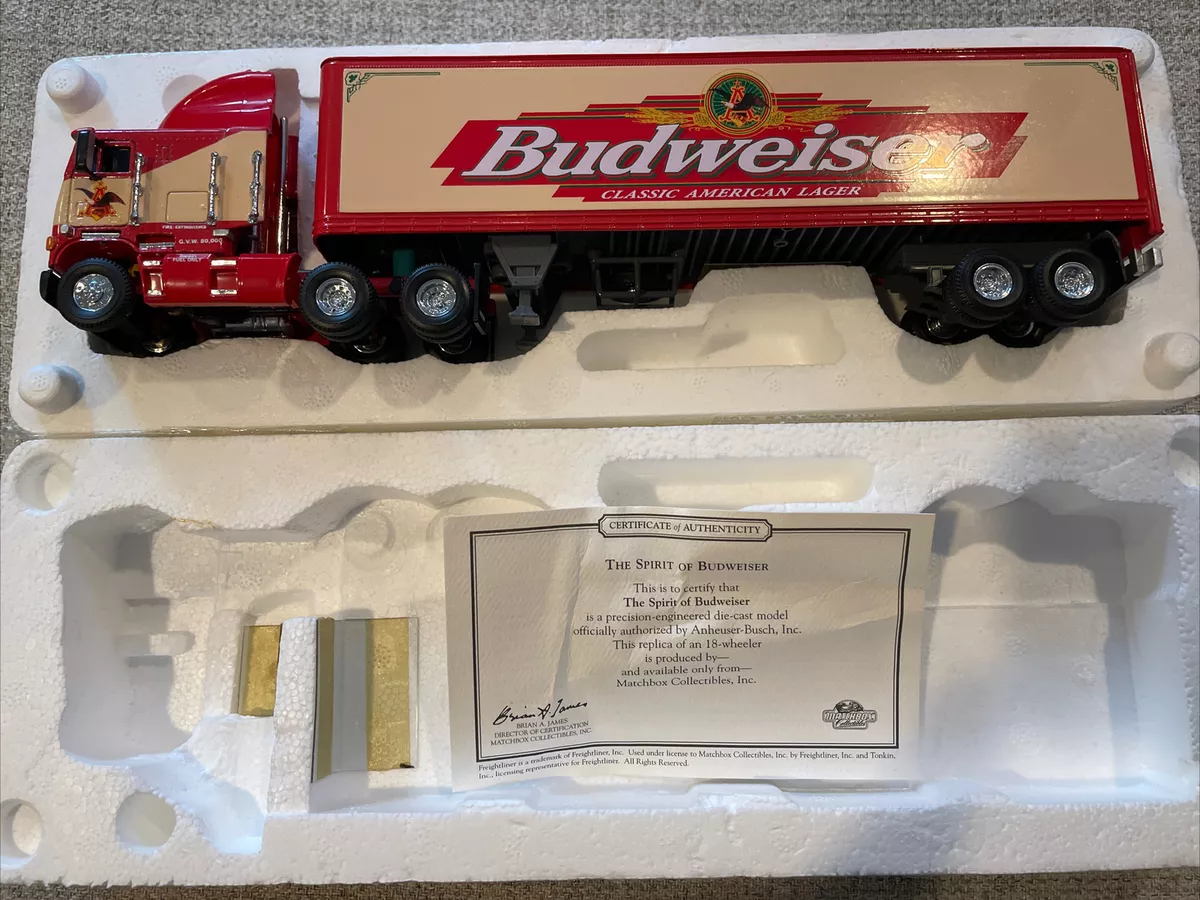 Budweiser
CLASSIC AMERICAN LAGER
FIRE EXTINGUISHER
G.V.W. 80,000
FUEL ONLY
CERTIFICATE of AUTHENTICITY
THE SPIRIT OF BUDWEISER
This is to certify that
The Spirit of Budweiser
is a precision-engineered die-cast model
officially authorized by Anheuser-Busch, Inc.
This replica of an 18-wheeler
is produced by—
and available only from—
Matchbox Collectibles, Inc.
Brian A. James
BRIAN A. JAMES
DIRECTOR OF CERTIFICATION
MATCHBOX COLLECTIBLES, INC.
MATCHBOX
Collectibles
Freightliner is a trademark of Freightliner, Inc. Used under license to Matchbox Collectibles, Inc. by Freightliner, Inc. and Tonkin,
Inc., licensing representative for Freightliner. All Rights Reserved.